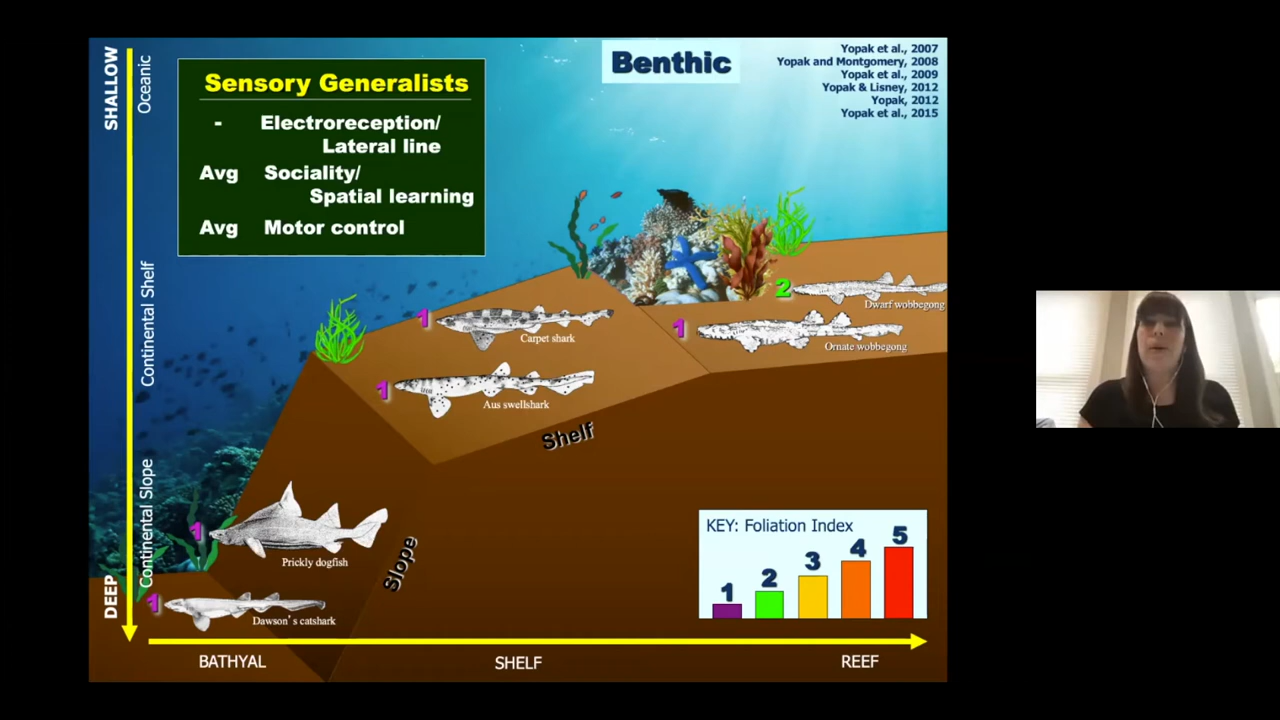 Benthic
Yopak et al., 2007
Yopak and Montgomery, 2008
Yopak et al., 2009
Yopak & Lisney, 2012
Yopak, 2012
Yopak et al., 2015
SHALLOW
Oceanic
Sensory Generalists
- Electroreception/
Lateral line
Avg Sociality/
Spatial learning
Avg Motor control
Continental Shelf
2
Dwarf wobbegong
1
Carpet shark
1
Ornate wobbegong
1
Aus swellshark
Shelf
Continental Slope
1
Prickly dogfish
Slope
KEY: Foliation Index
1 2 3 4 5
DEEP
1
Dawson's catshark
BATHYAL SHELF REEF